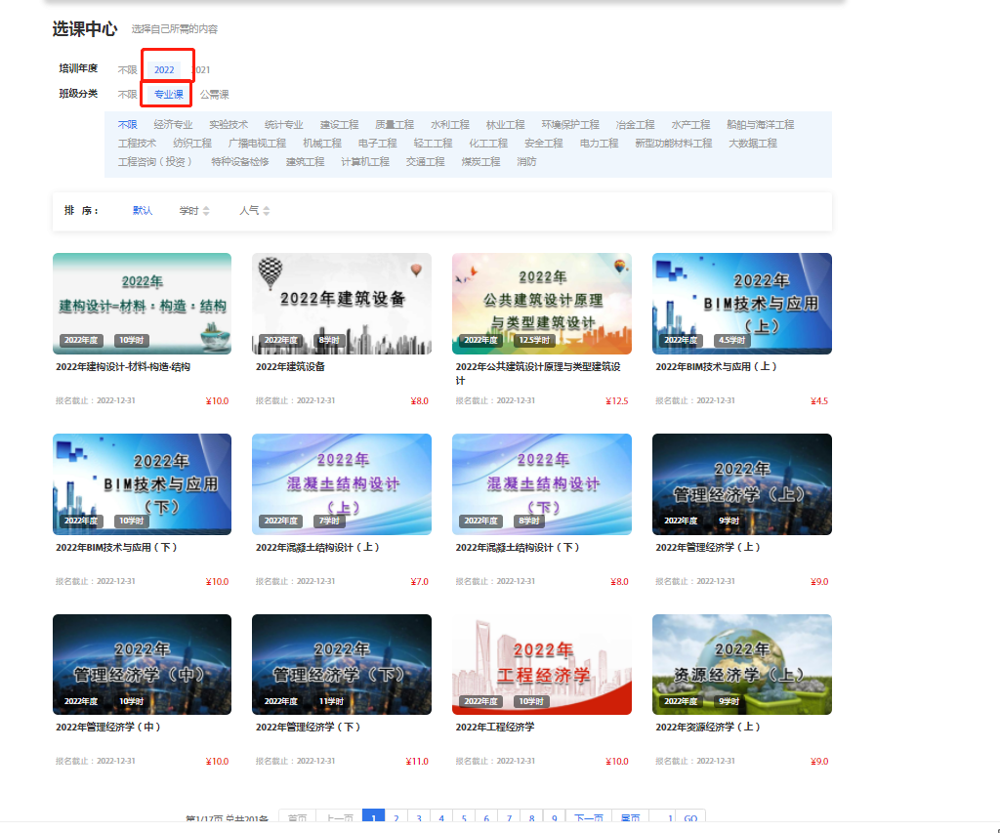 选课中心 选择自己所需的内容
培训年度 不限 2022 2021
班级分类 不限 专业课 公需课
不限 经济专业 实验技术 统计专业 建设工程 质量工程 水利工程 林业工程 环境保护工程 冶金工程 水产工程 船舶与海洋工程
工程技术 纺织工程 广播电视工程 机械工程 电子工程 轻工工程 化工工程 安全工程 电力工程 新型功能材料工程 大数据工程
工程咨询（投资） 特种设备检修 建筑工程 计算机工程 交通工程 煤炭工程 消防
排 序： 默认 学时 人气
2022年
建构设计=材料·构造·结构
2022年度 10学时
2022年建构设计-材料·构造·结构
报名截止：2022-12-31 ¥10.0
2022年建筑设备
2022年度 8学时
2022年建筑设备
报名截止：2022-12-31 ¥8.0
2022年
公共建筑设计原理
与类型建筑设计
2022年度 12.5学时
2022年公共建筑设计原理与类型建筑设
计
报名截止：2022-12-31 ¥12.5
2022年
BIM技术与应用
（上）
2022年度 4.5学时
2022年BIM技术与应用（上）
报名截止：2022-12-31 ¥4.5
2022年
BIM技术与应用
（下）
2022年度 10学时
2022年BIM技术与应用（下）
报名截止：2022-12-31 ¥10.0
2022年
混凝土结构设计
（上）
2022年度 7学时
2022年混凝土结构设计（上）
报名截止：2022-12-31 ¥7.0
2022年
混凝土结构设计
（下）
2022年度 8学时
2022年混凝土结构设计（下）
报名截止：2022-12-31 ¥8.0
2022年
管理经济学（上）
2022年度 9学时
2022年管理经济学（上）
报名截止：2022-12-31 ¥9.0
2022年
管理经济学（中）
2022年度 10学时
2022年管理经济学（中）
报名截止：2022-12-31 ¥10.0
2022年
管理经济学（下）
2022年度 11学时
2022年管理经济学（下）
报名截止：2022-12-31 ¥11.0
2022年
工程经济学
2022年度 10学时
2022年工程经济学
报名截止：2022-12-31 ¥10.0
2022年
资源经济学（上）
2022年度 9学时
2022年资源经济学（上）
报名截止：2022-12-31 ¥9.0
第1/17页 总共201条 首页 上一页 1 2 3 4 5 6 7 8 9 下一页 尾页 1 GO